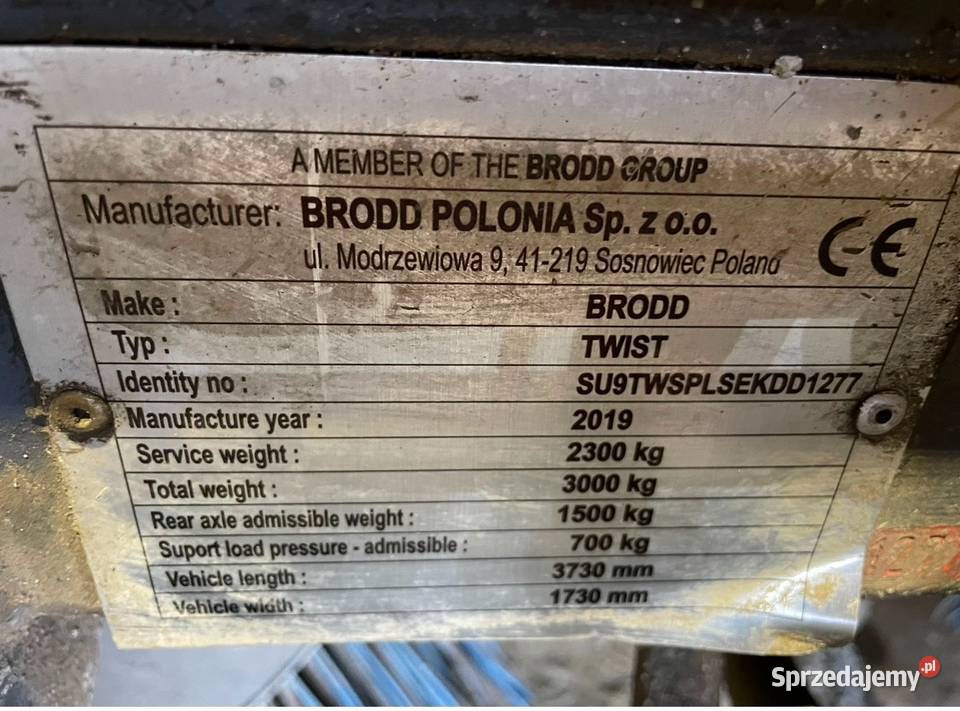 A MEMBER OF THE BRODD GROUP
Manufacturer: BRODD POLONIA Sp. z o.o.
ul. Modrzewiowa 9, 41-219 Sosnowiec Poland
CE
Make : BRODD
Typ : TWIST
Identity no : SU9TWSPLSEKDD1277
Manufacture year : 2019
Service weight : 2300 kg
Total weight : 3000 kg
Rear axle admissible weight : 1500 kg
Suport load pressure - admissible : 700 kg
Vehicle length : 3730 mm
Vehicle width : 1730 mm
Sprzedajemy.pl